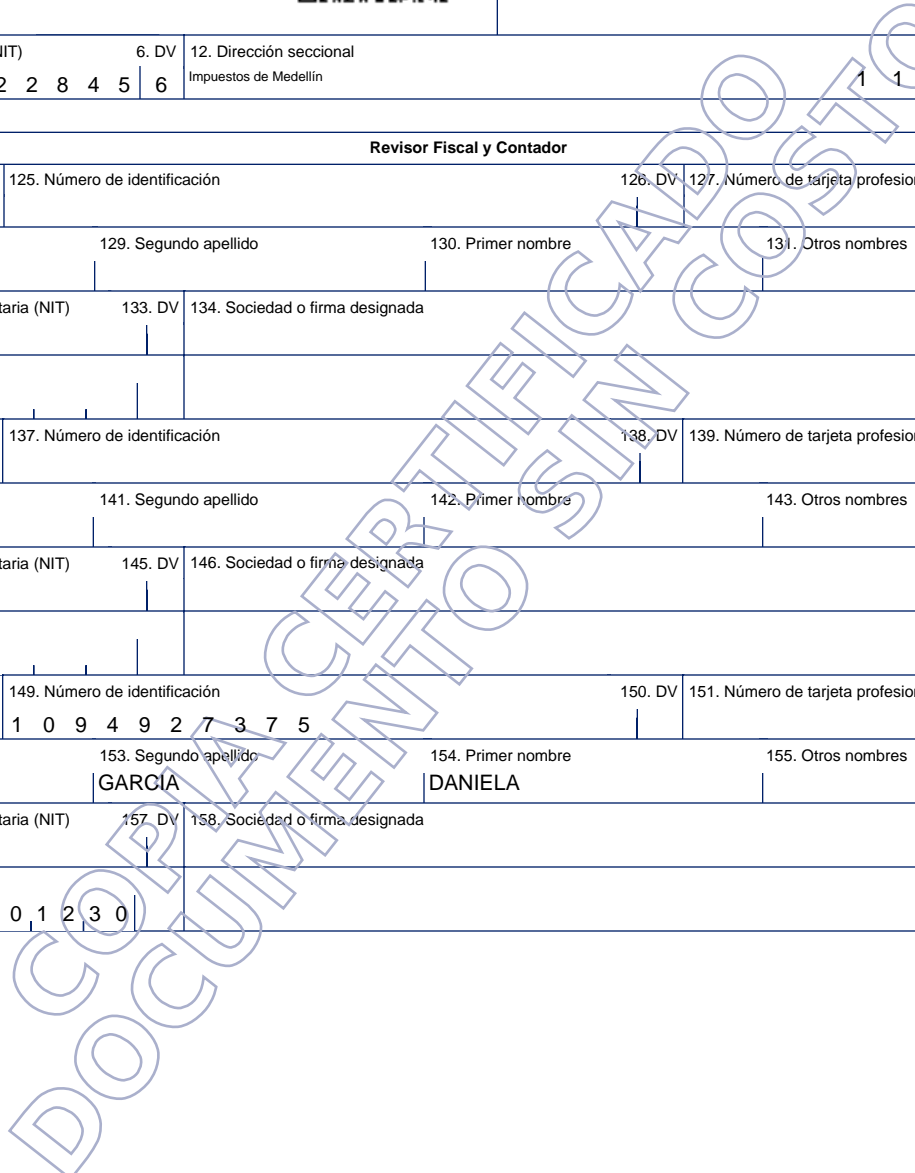 NIT) 6. DV 12. Dirección seccional
2 2 8 4 5 6 Impuestos de Medellín 1 1
Revisor Fiscal y Contador
125. Número de identificación 126. DV 127. Número de tarjeta profesion
129. Segundo apellido 130. Primer nombre 131. Otros nombres
taria (NIT) 133. DV 134. Sociedad o firma designada
137. Número de identificación 138. DV 139. Número de tarjeta profesion
141. Segundo apellido 142. Primer nombre 143. Otros nombres
taria (NIT) 145. DV 146. Sociedad o firma designada
149. Número de identificación 150. DV 151. Número de tarjeta profesion
1 0 9 4 9 2 7 3 7 5
153. Segundo apellido 154. Primer nombre 155. Otros nombres
GARCIA DANIELA
taria (NIT) 157. DV 158. Sociedad o firma designada
0 1 2 3 0
COPIA CERTIFICADO
DOCUMENTO SIN COSTO